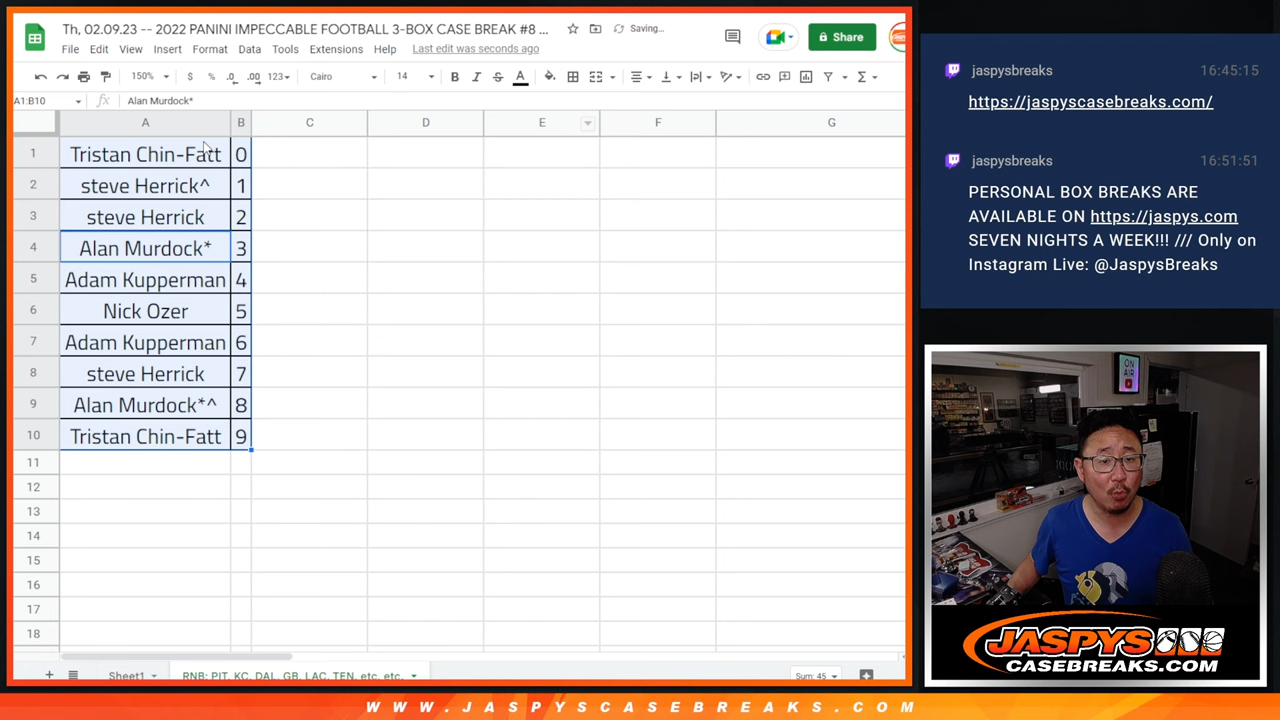 Th, 02.09.23 -- 2022 PANINI IMPECCABLE FOOTBALL 3-BOX CASE BREAK #8 ...
Saving...
Share
File Edit View Insert Format Data Tools Extensions Help Last edit was seconds ago
150% $ % .0 .00 123 Cairo 14 B I S A
A1:B10 fx Alan Murdock*
A B C D E F G
1 Tristan Chin-Fatt 0
2 steve Herrick^ 1
3 steve Herrick 2
4 Alan Murdock* 3
5 Adam Kupperman 4
6 Nick Ozer 5
7 Adam Kupperman 6
8 steve Herrick 7
9 Alan Murdock*^ 8
10 Tristan Chin-Fatt 9
11
12
13
14
15
16
17
18
Sheet1 RNB: PIT, KC, DAL, GB, LAC, TEN, etc, etc, Sum: 45
jaspysbreaks 16:45:15
https://jaspyscasebreaks.com/
jaspysbreaks 16:51:51
PERSONAL BOX BREAKS ARE
AVAILABLE ON https://jaspys.com
SEVEN NIGHTS A WEEK!!! /// Only on
Instagram Live: @JaspysBreaks
ON
AIR
JASPYS
CASEBREAKS.COM
WWW.JASPYSCASEBREAKS.COM